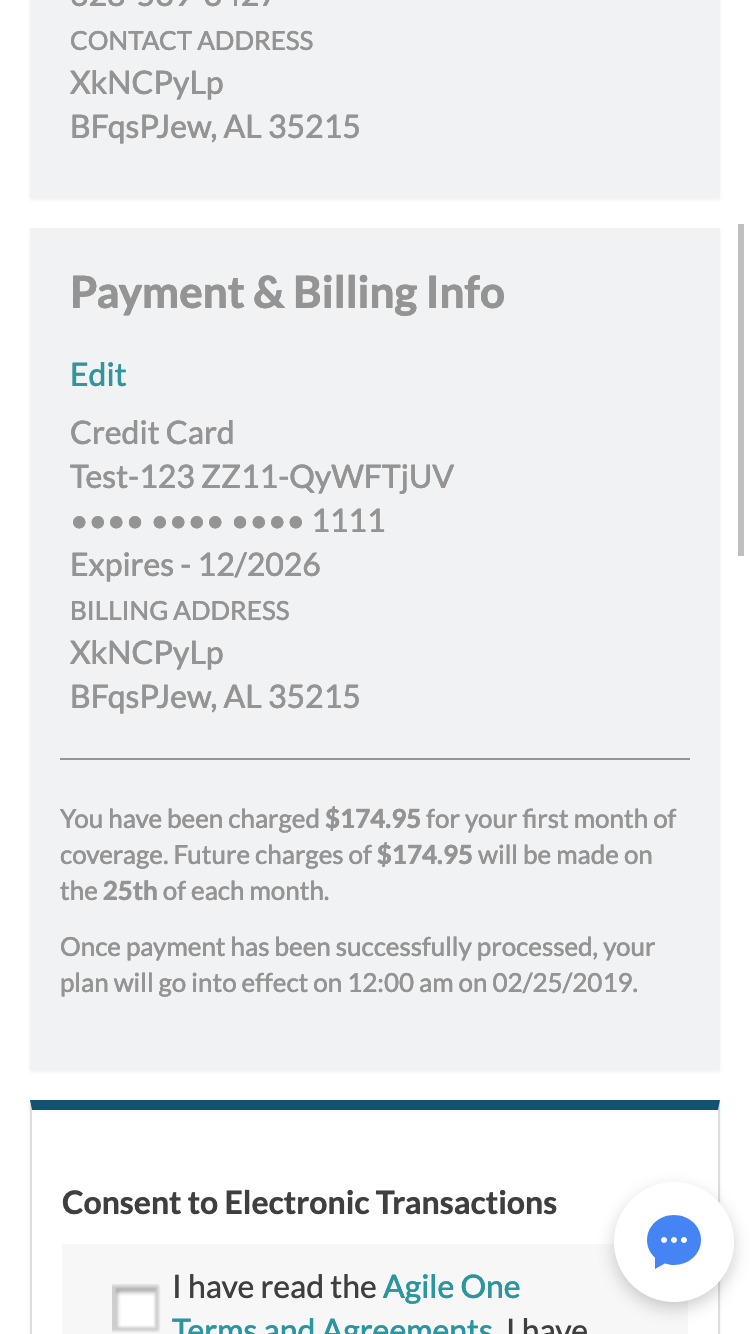 CONTACT ADDRESS
XkNCPyLp
BFqsPJew, AL 35215
Payment & Billing Info
Edit
Credit Card
Test-123 ZZ11-QyWFTjUV
•••• •••• •••• 1111
Expires - 12/2026
BILLING ADDRESS
XkNCPyLp
BFqsPJew, AL 35215
You have been charged $174.95 for your first month of
coverage. Future charges of $174.95 will be made on
the 25th of each month.
Once payment has been successfully processed, your
plan will go into effect on 12:00 am on 02/25/2019.
Consent to Electronic Transactions
I have read the Agile One
Terms and Agreements. I have